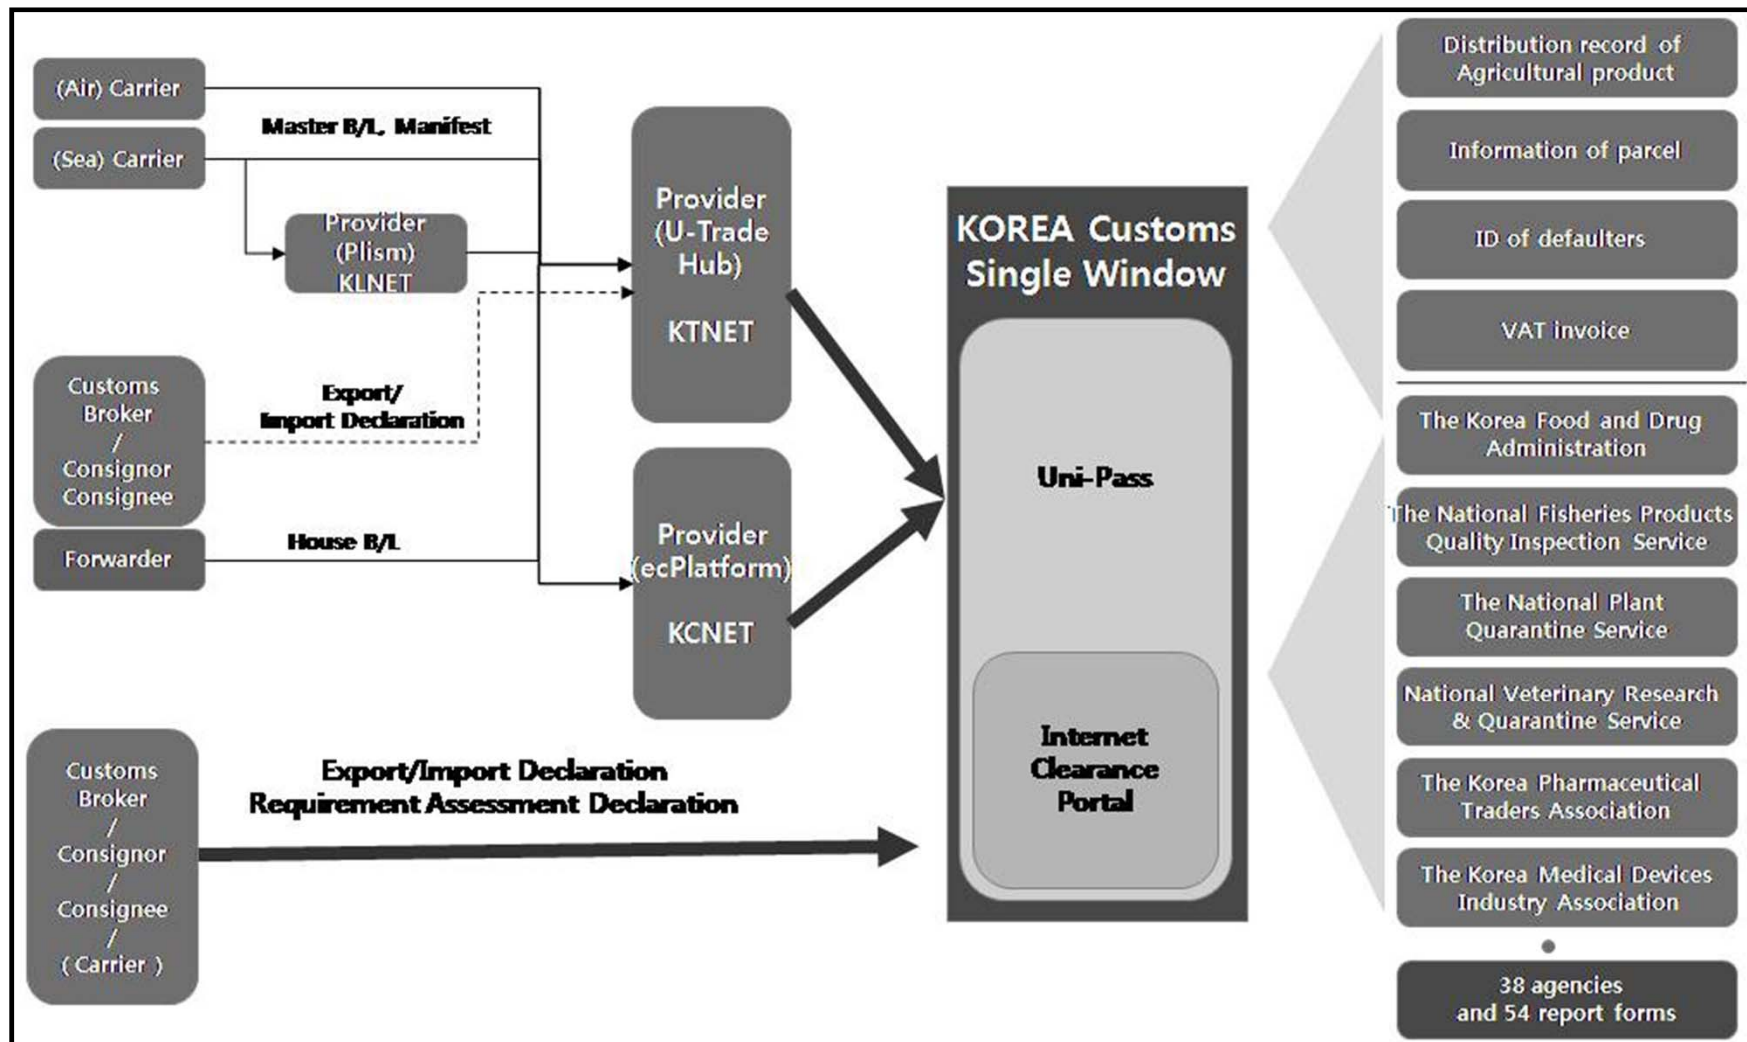 (Air) Carrier
(Sea) Carrier
Master B/L, Manifest
Provider
(Plism)
KLNET
Customs
Broker
/
Consignor
Consignee
Export/
Import Declaration
Forwarder
House B/L
Provider
(U-Trade
Hub)
KTNET
Provider
(ecPlatform)
KCNET
Customs
Broker
/
Consignor
/
Consignee
/
( Carrier )
Export/Import Declaration
Requirement Assessment Declaration
KOREA Customs
Single Window
Uni-Pass
Internet
Clearance
Portal
Distribution record of
Agricultural product
Information of parcel
ID of defaulters
VAT invoice
The Korea Food and Drug
Administration
The National Fisheries Products
Quality Inspection Service
The National Plant
Quarantine Service
National Veterinary Research
& Quarantine Service
The Korea Pharmaceutical
Traders Association
The Korea Medical Devices
Industry Association
38 agencies
and 54 report forms